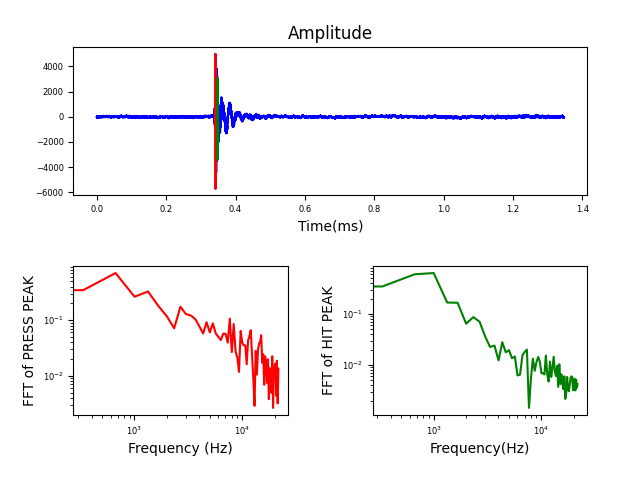 Amplitude
4000
2000
0
−2000
−4000
−6000
0.0 0.2 0.4 0.6 0.8 1.0 1.2 1.4
Time(ms)
FFT of PRESS PEAK
10⁻¹
10⁻²
10³ 10⁴
Frequency (Hz)
FFT of HIT PEAK
10⁻¹
10⁻²
10³ 10⁴
Frequency(Hz)